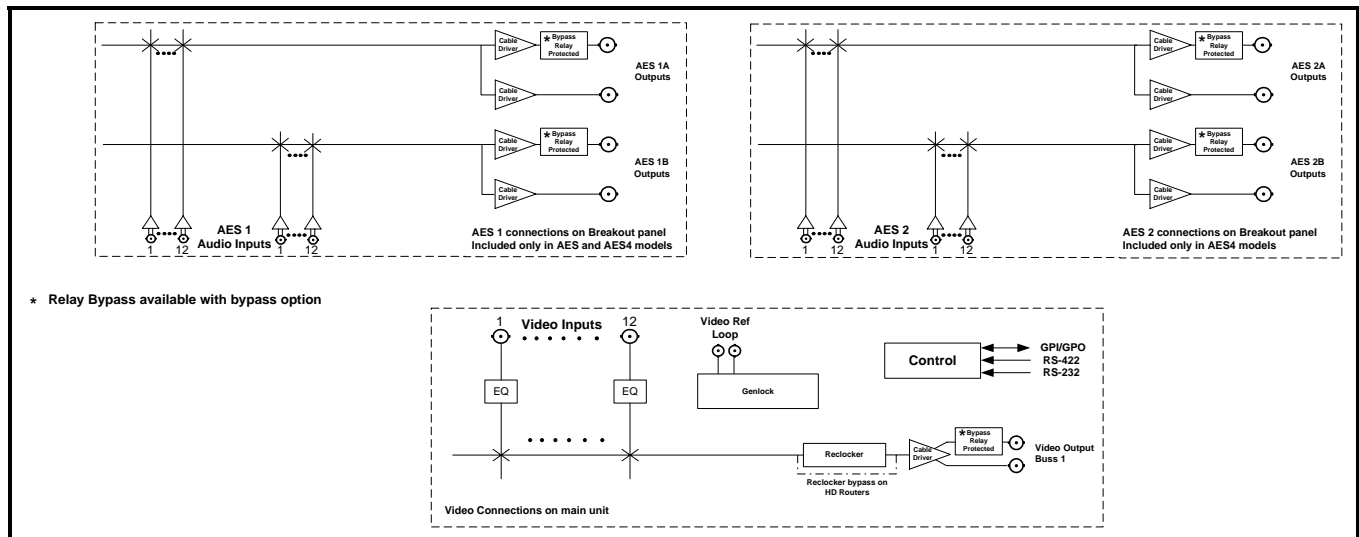 Cable
Driver
* Bypass
Relay
Protected
AES 1A
Outputs
Cable
Driver
Cable
Driver
* Bypass
Relay
Protected
AES 1B
Outputs
Cable
Driver
AES 1
Audio Inputs
1
12
1
12
AES 1 connections on Breakout panel
Included only in AES and AES4 models
Cable
Driver
* Bypass
Relay
Protected
AES 2A
Outputs
Cable
Driver
Cable
Driver
* Bypass
Relay
Protected
AES 2B
Outputs
Cable
Driver
AES 2
Audio Inputs
1
12
1
12
AES 2 connections on Breakout panel
Included only in AES4 models
* Relay Bypass available with bypass option
1
Video Inputs
12
Video Ref
Loop
EQ
EQ
Genlock
Control
GPI/GPO
RS-422
RS-232
Reclocker
Reclocker bypass on
HD Routers
Cable
Driver
* Bypass
Relay
Protected
Video Output
Buss 1
Video Connections on main unit